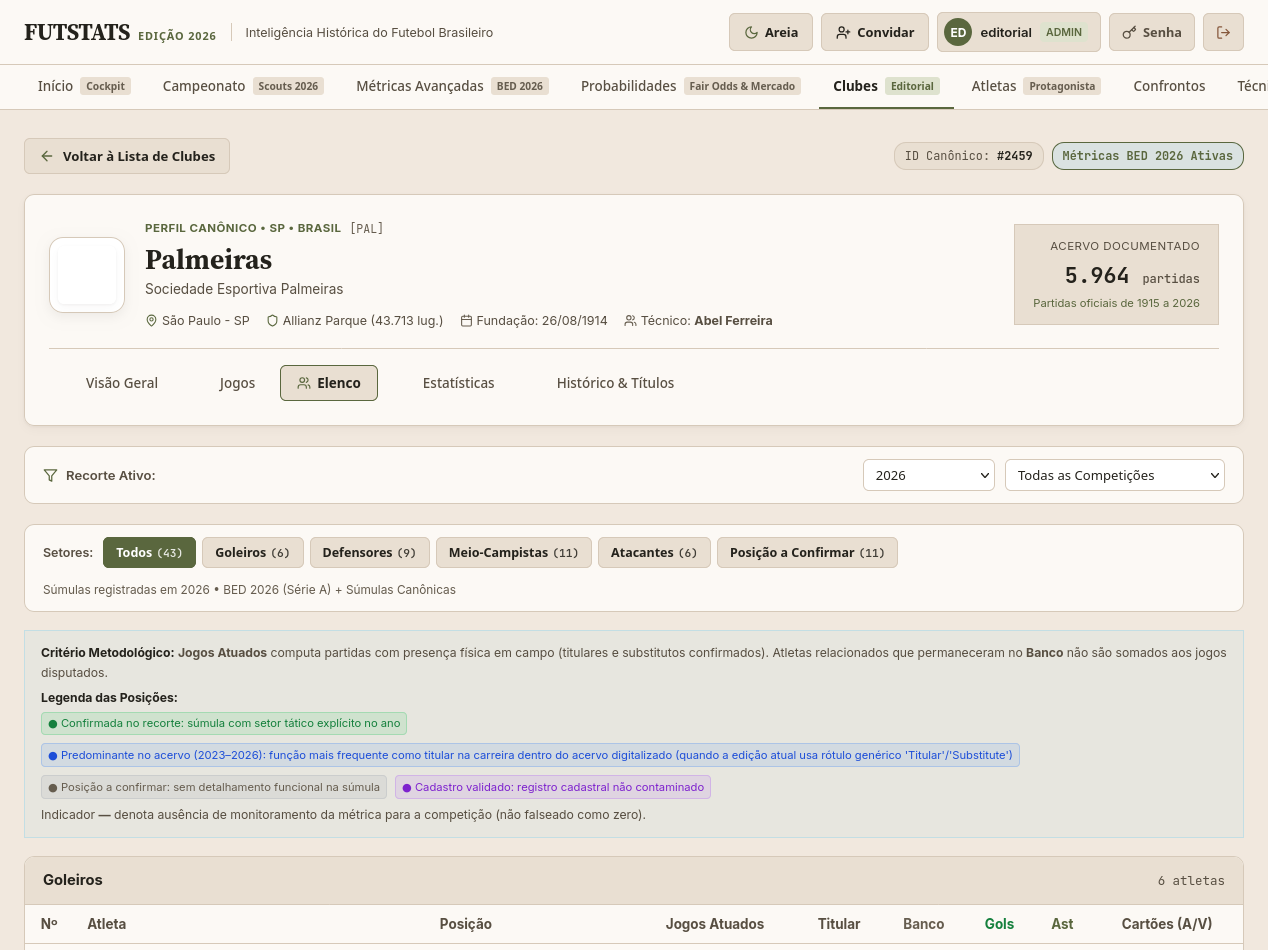 FUTSTATS EDIÇÃO 2026 Inteligência Histórica do Futebol Brasileiro Areia Convidar ED editorial ADMIN Senha
Início Cockpit Campeonato Scouts 2026 Métricas Avançadas BED 2026 Probabilidades Fair Odds & Mercado Clubes Editorial Atletas Protagonista Confrontos Técn
Voltar à Lista de Clubes ID Canônico: #2459 Métricas BED 2026 Ativas
PERFIL CANÔNICO • SP • BRASIL [PAL]
Palmeiras
Sociedade Esportiva Palmeiras
São Paulo - SP Allianz Parque (43.713 lug.) Fundação: 26/08/1914 Técnico: Abel Ferreira
ACERVO DOCUMENTADO
5.964 partidas
Partidas oficiais de 1915 a 2026
Visão Geral Jogos Elenco Estatísticas Histórico & Títulos
Recorte Ativo: 2026 Todas as Competições
Setores: Todos (43) Goleiros (6) Defensores (9) Meio-Campistas (11) Atacantes (6) Posição a Confirmar (11)
Súmulas registradas em 2026 • BED 2026 (Série A) + Súmulas Canônicas
Critério Metodológico: Jogos Atuados computa partidas com presença física em campo (titulares e substitutos confirmados). Atletas relacionados que permaneceram no Banco não são somados aos jogos
disputados.
Legenda das Posições:
● Confirmada no recorte: súmula com setor tático explícito no ano
● Predominante no acervo (2023–2026): função mais frequente como titular na carreira dentro do acervo digitalizado (quando a edição atual usa rótulo genérico 'Titular'/'Substitute')
● Posição a confirmar: sem detalhamento funcional na súmula ● Cadastro validado: registro cadastral não contaminado
Indicador — denota ausência de monitoramento da métrica para a competição (não falseado como zero).
Goleiros 6 atletas
Nº Atleta Posição Jogos Atuados Titular Banco Gols Ast Cartões (A/V)